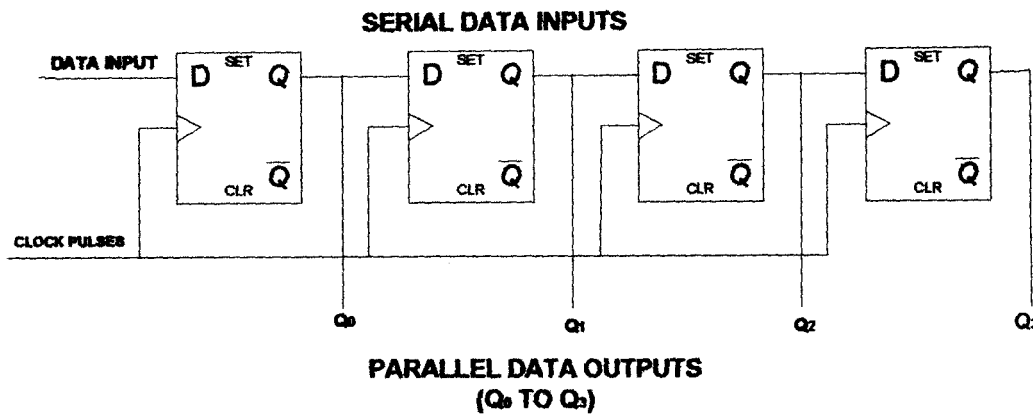 SERIAL DATA INPUTS
DATA INPUT
D SET Q
D SET Q
D SET Q
D SET Q
Q̅
Q̅
Q̅
Q̅
CLR
CLR
CLR
CLR
CLOCK PULSES
Q0
Q1
Q2
PARALLEL DATA OUTPUTS
(Q0 TO Q3)